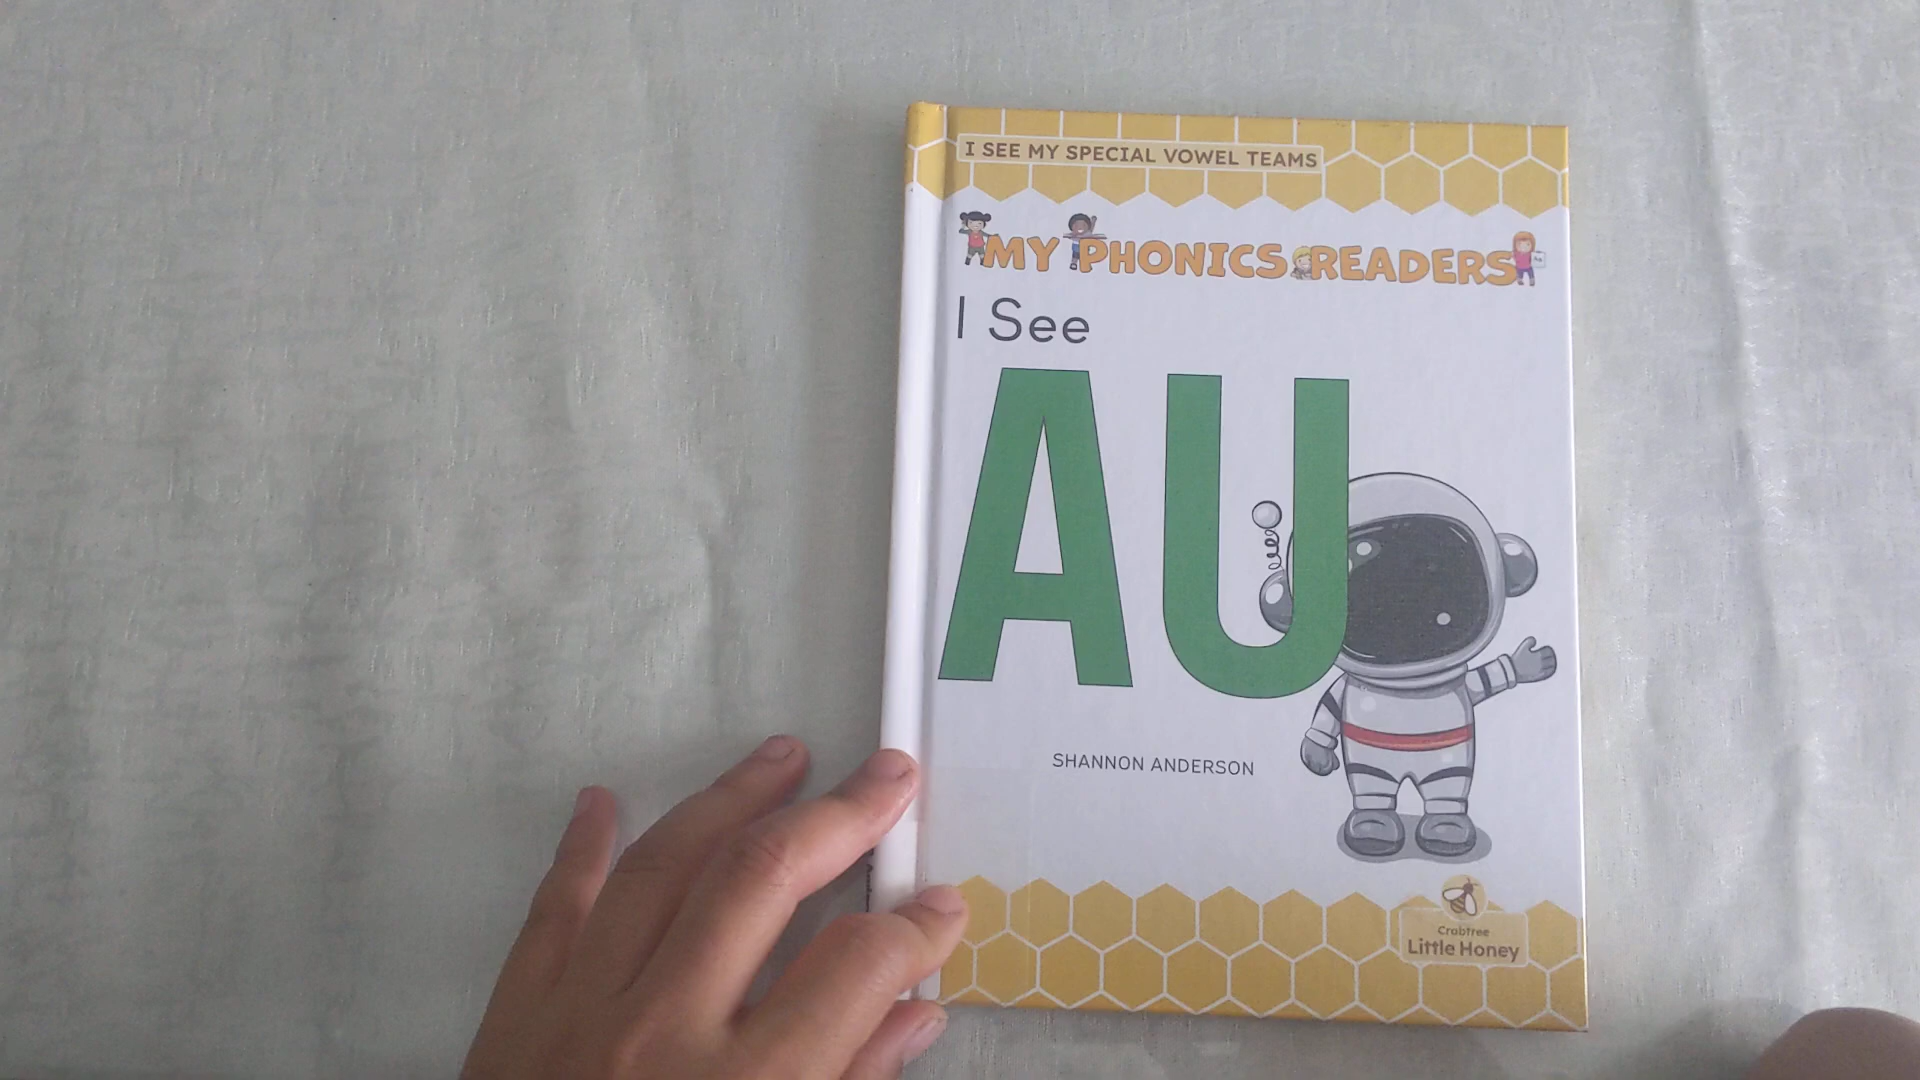 I SEE MY SPECIAL VOWEL TEAMS
MY PHONICS READERS
I See
AU
SHANNON ANDERSON
Crabtree
Little Honey